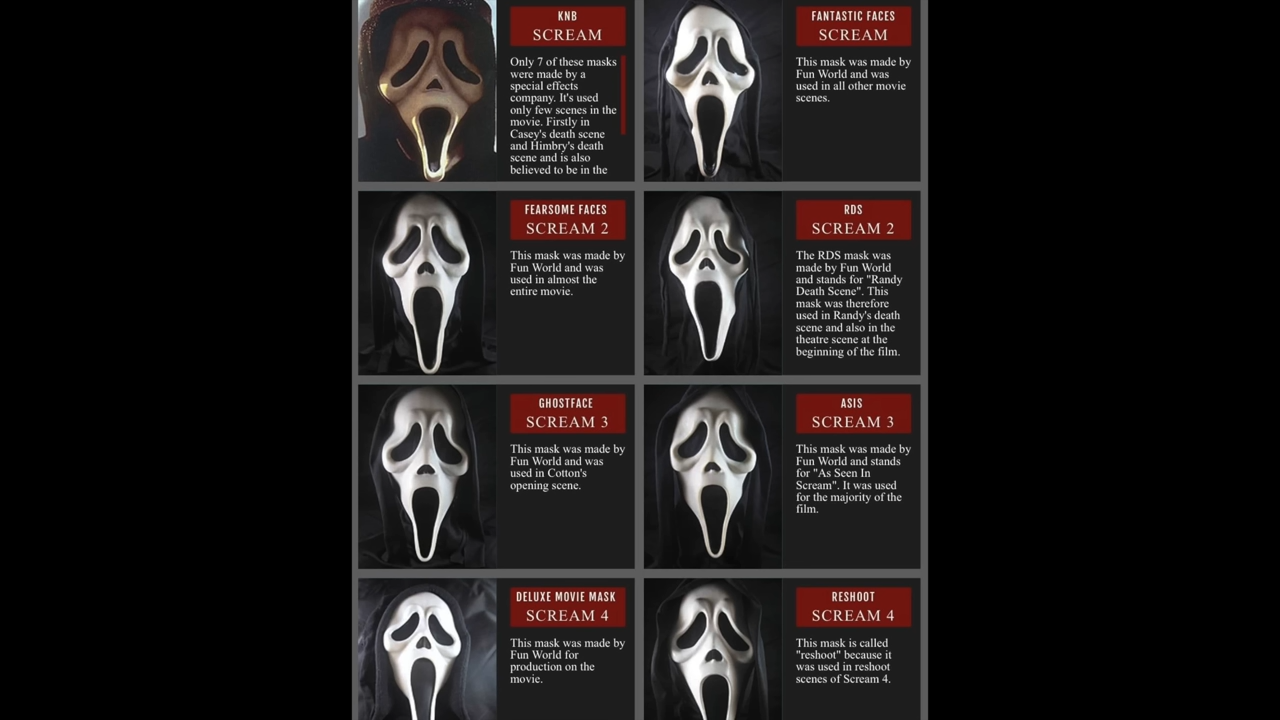 KNB
SCREAM
Only 7 of these masks
were made by a
special effects
company. It's used
only few scenes in the
movie. Firstly in
Casey's death scene
and Himbry's death
scene and is also
believed to be in the
FANTASTIC FACES
SCREAM
This mask was made by
Fun World and was
used in all other movie
scenes.
FEARSOME FACES
SCREAM 2
This mask was made by
Fun World and was
used in almost the
entire movie.
RDS
SCREAM 2
The RDS mask was
made by Fun World
and stands for "Randy
Death Scene". This
mask was therefore
used in Randy's death
scene and also in the
theatre scene at the
beginning of the film.
GHOSTFACE
SCREAM 3
This mask was made by
Fun World and was
used in Cotton's
opening scene.
ASIS
SCREAM 3
This mask was made by
Fun World and stands
for "As Seen In
Scream". It was used
for the majority of the
film.
DELUXE MOVIE MASK
SCREAM 4
This mask was made by
Fun World for
production on the
movie.
RESHOOT
SCREAM 4
This mask is called
"reshoot" because it
was used in reshoot
scenes of Scream 4.